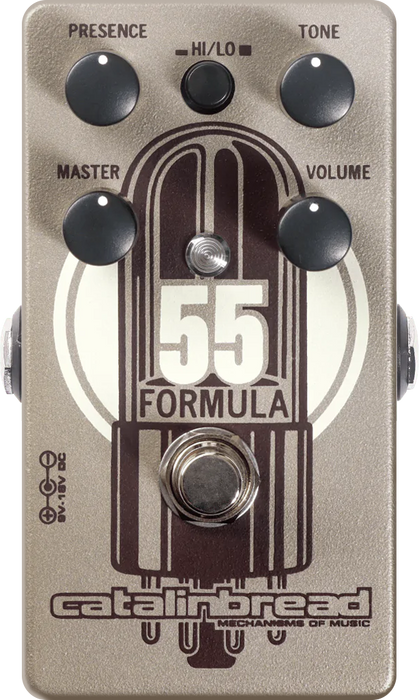 PRESENCE
HI/LO
TONE
MASTER
VOLUME
55
FORMULA
9V-18V DC
catalinbread
MECHANISMS OF MUSIC